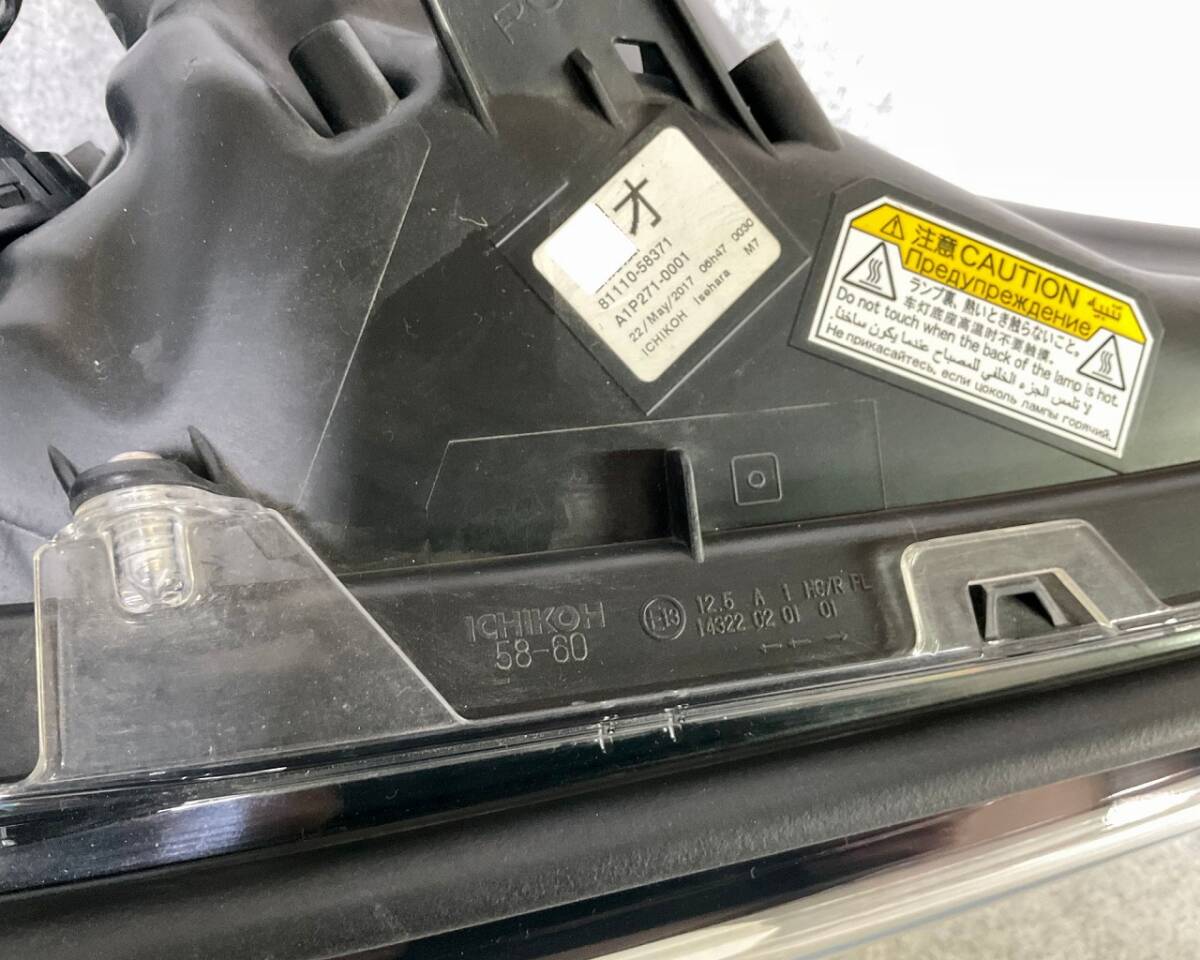 PC
オ
81110-58371
A1P271-0001
22/May/2017 06h47 0030
ICHIKOH Isehara M7
注意 CAUTION تنبيه
Предупреждение
ランプ裏、熱いとき触らないこと。
车灯底座高温时不要触摸。
Do not touch when the back of the lamp is hot.
لا تلمس الجزء الخلفي للمصباح عندما يكون ساخناً
Не прикасайтесь, если цоколь лампы горячий.
ICHIKOH
58-60
E13
12.5 A 1 HC/R FL
14322 02 01 01